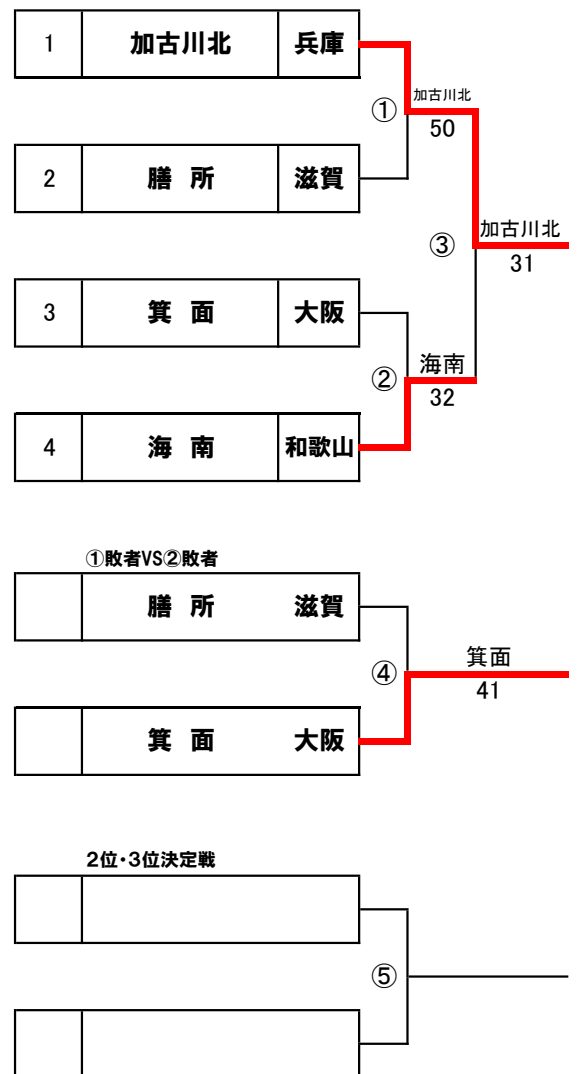 1 加古川北 兵庫
加古川北
①
50
2 膳所 滋賀
加古川北
③
31
3 箕面 大阪
海南
②
32
4 海南 和歌山
①敗者VS②敗者
膳所 滋賀
箕面
④
41
箕面 大阪
2位・3位決定戦
⑤